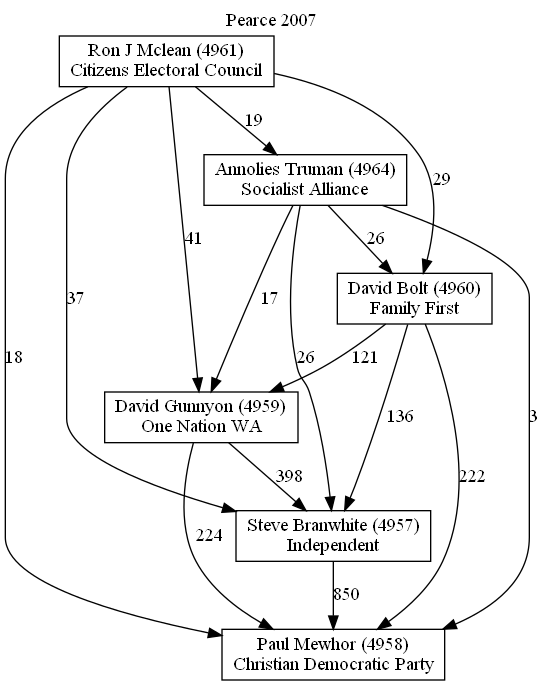 Pearce 2007
Ron J Mclean (4961)
Citizens Electoral Council
19
Annolies Truman (4964)
Socialist Alliance
29
41
26
37
17
David Bolt (4960)
Family First
18
26
121
3
David Gunnyon (4959)
One Nation WA
136
398
222
224
Steve Branwhite (4957)
Independent
850
Paul Mewhor (4958)
Christian Democratic Party